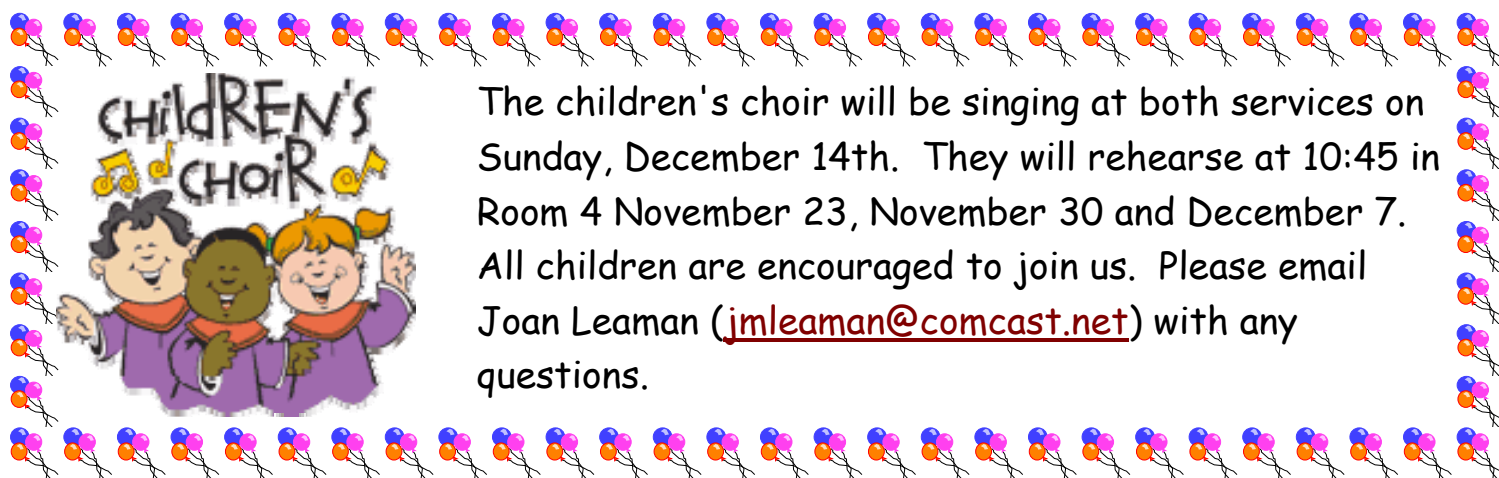 CHildREN'S
CHOiR
The children's choir will be singing at both services on
Sunday, December 14th.  They will rehearse at 10:45 in
Room 4 November 23, November 30 and December 7.
All children are encouraged to join us.  Please email
Joan Leaman (jmleaman@comcast.net) with any
questions.